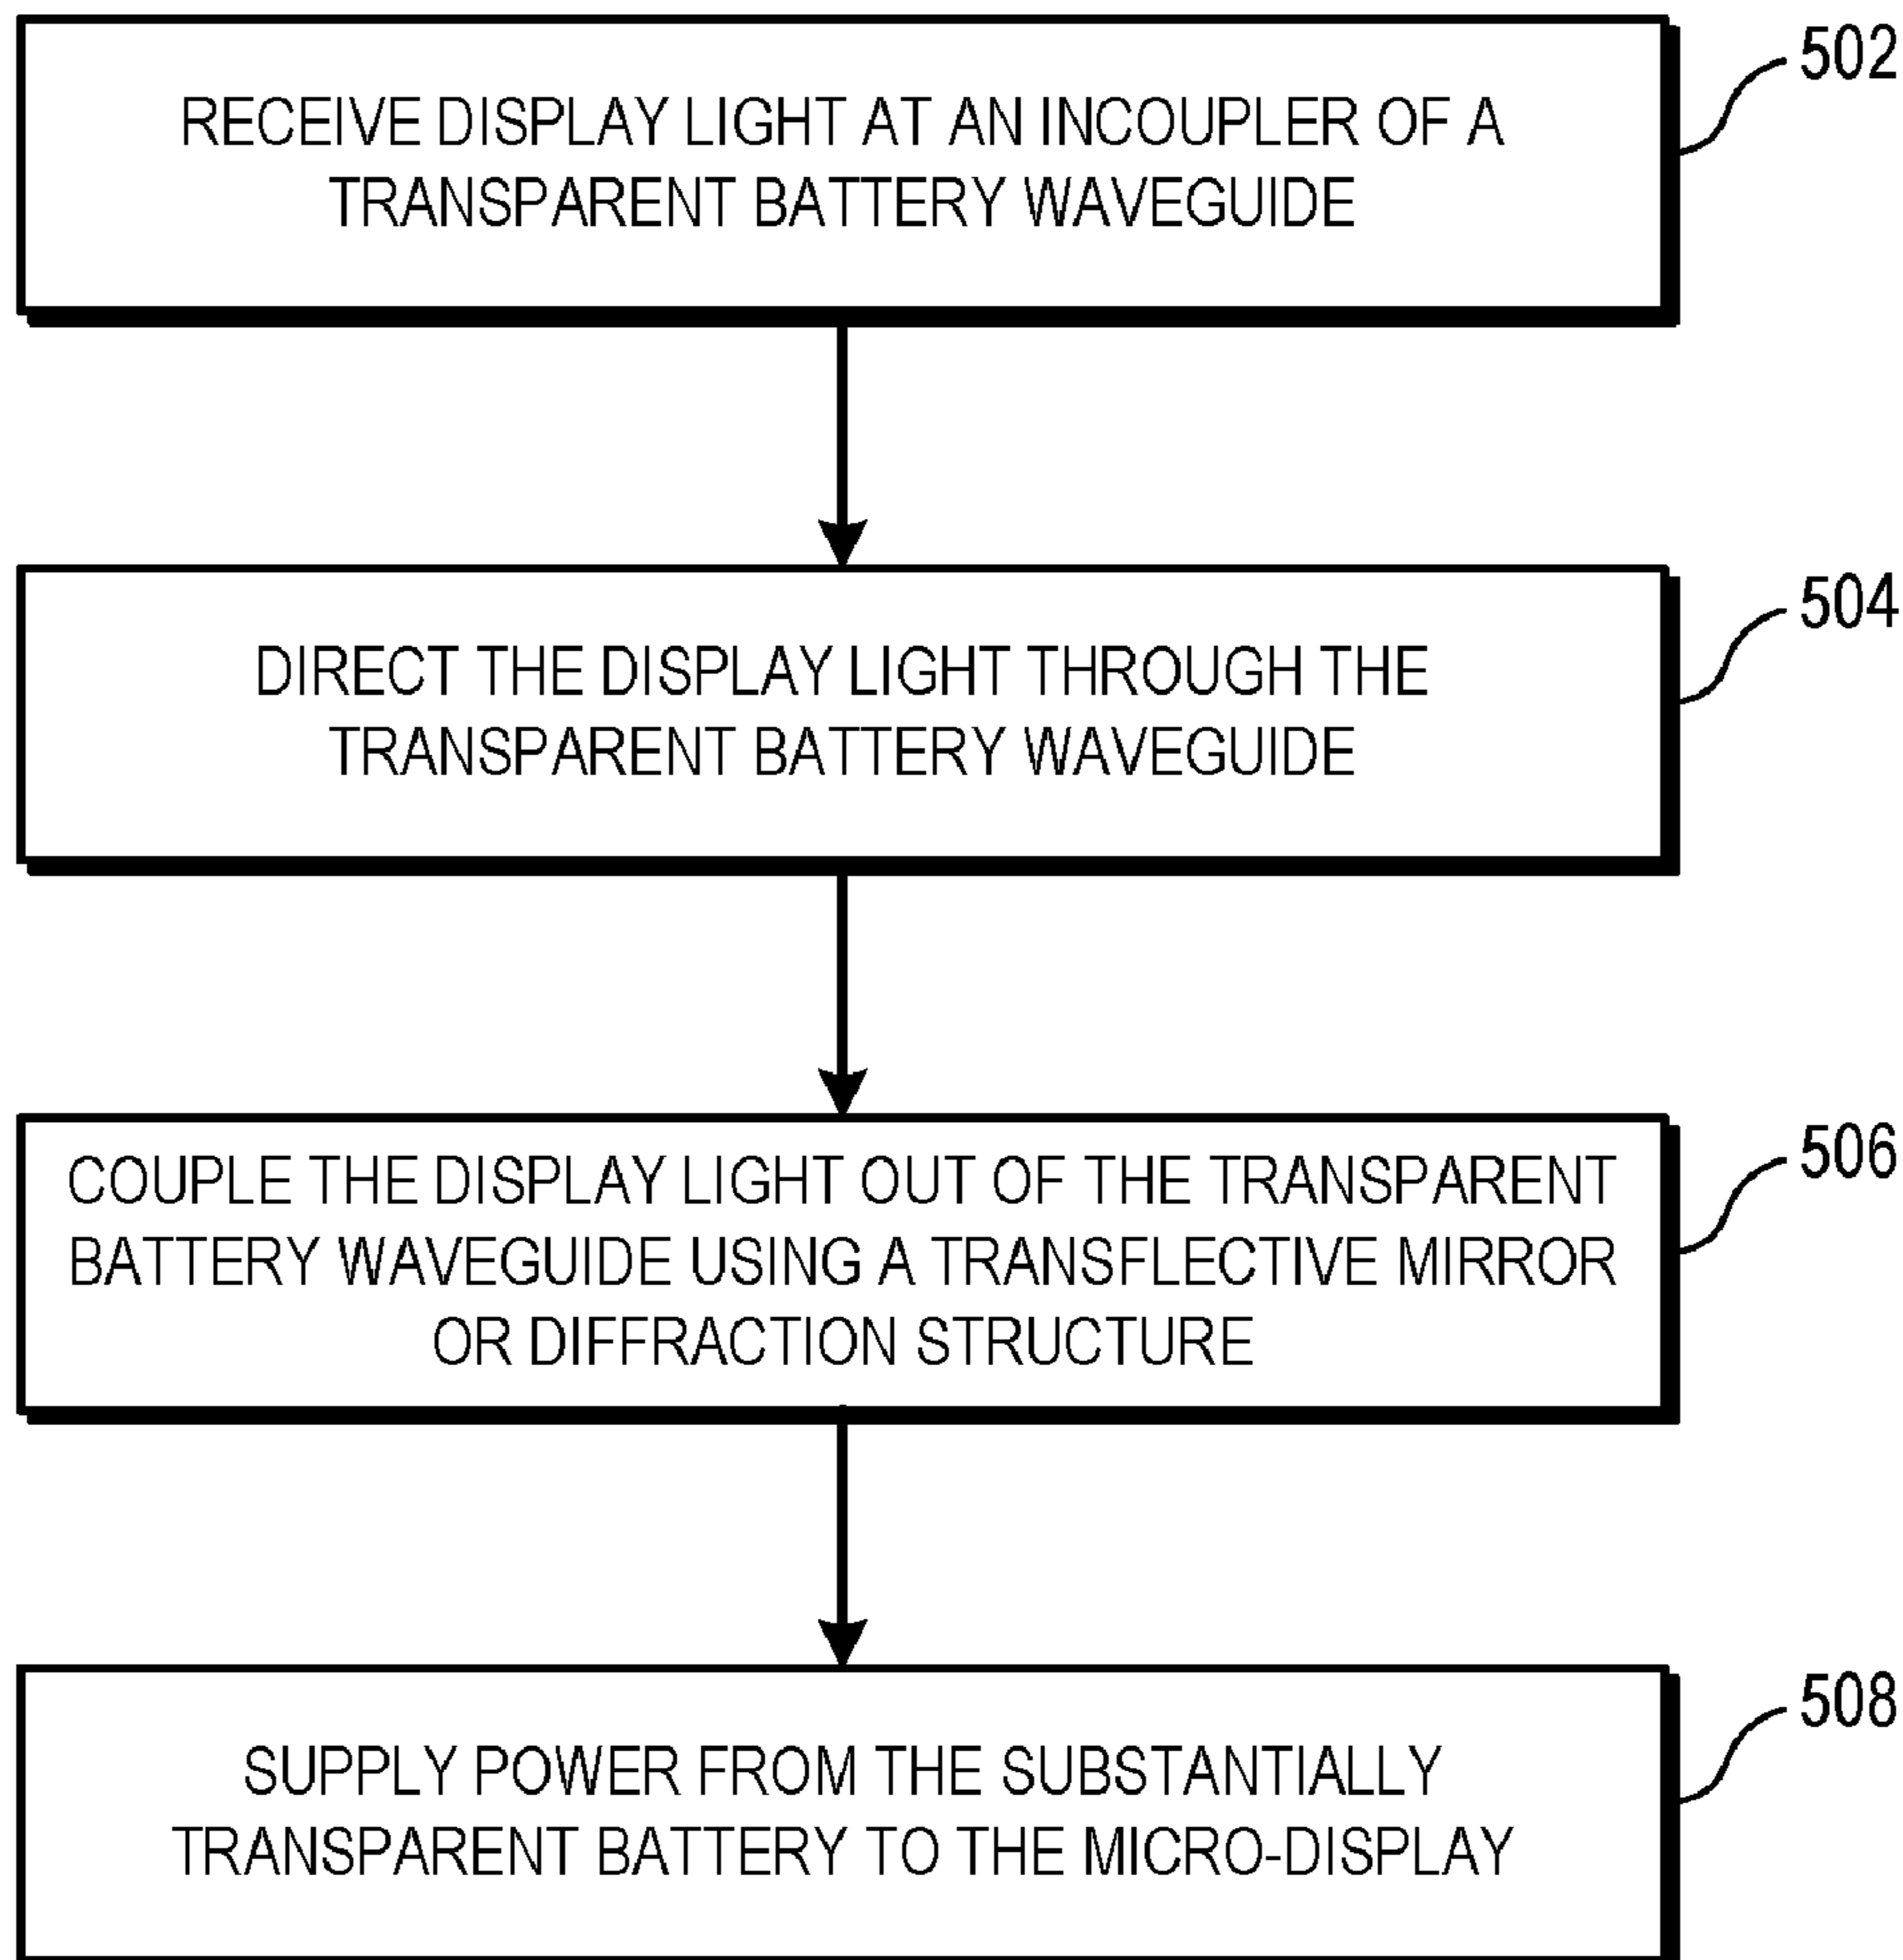 RECEIVE DISPLAY LIGHT AT AN INCOUPLER OF A
TRANSPARENT BATTERY WAVEGUIDE
502
DIRECT THE DISPLAY LIGHT THROUGH THE
TRANSPARENT BATTERY WAVEGUIDE
504
COUPLE THE DISPLAY LIGHT OUT OF THE TRANSPARENT
BATTERY WAVEGUIDE USING A TRANSFLECTIVE MIRROR
OR DIFFRACTION STRUCTURE
506
SUPPLY POWER FROM THE SUBSTANTIALLY
TRANSPARENT BATTERY TO THE MICRO-DISPLAY
508